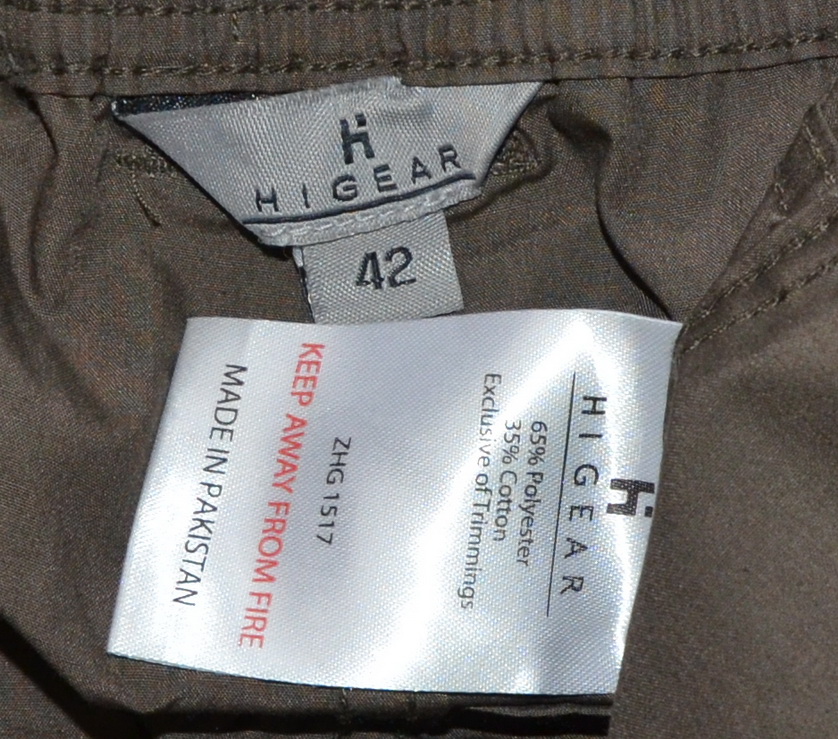 HIGEAR
42
HIGEAR
65% Polyester
35% Cotton
Exclusive of Trimmings
ZHG 1517
KEEP AWAY FROM FIRE
MADE IN PAKISTAN